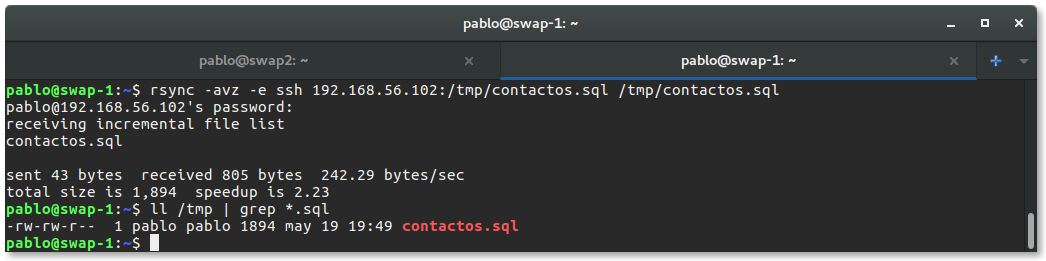 pablo@swap-1: ~
pablo@swap2: ~
pablo@swap-1: ~
pablo@swap-1:~$ rsync -avz -e ssh 192.168.56.102:/tmp/contactos.sql /tmp/contactos.sql
pablo@192.168.56.102's password:
receiving incremental file list
contactos.sql
sent 43 bytes  received 805 bytes  242.29 bytes/sec
total size is 1,894  speedup is 2.23
pablo@swap-1:~$ ll /tmp | grep *.sql
-rw-rw-r--  1 pablo pablo 1894 may 19 19:49 contactos.sql
pablo@swap-1:~$